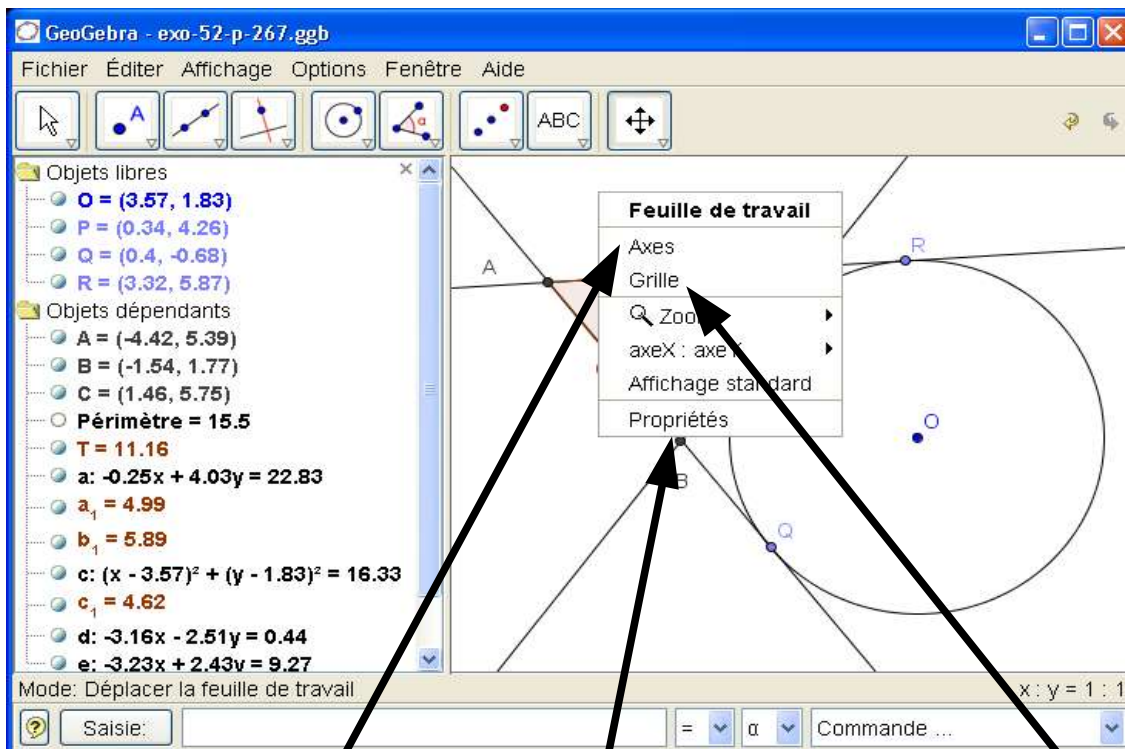 GeoGebra - exo-52-p-267.ggb
Fichier Éditer Affichage Options Fenêtre Aide
A α ABC
Objets libres
O = (3.57, 1.83)
P = (0.34, 4.26)
Q = (0.4, -0.68)
R = (3.32, 5.87)
Objets dépendants
A = (-4.42, 5.39)
B = (-1.54, 1.77)
C = (1.46, 5.75)
Périmètre = 15.5
T = 11.16
a: -0.25x + 4.03y = 22.83
a₁ = 4.99
b₁ = 5.89
c: (x - 3.57)² + (y - 1.83)² = 16.33
c₁ = 4.62
d: -3.16x - 2.51y = 0.44
e: -3.23x + 2.43y = 9.27
A
Feuille de travail
Axes
Grille
Zoom
axeX : axeY
Affichage standard
Propriétés
R
O
B
Q
Mode: Déplacer la feuille de travail
x : y = 1 : 1
Saisie:
= α Commande ...